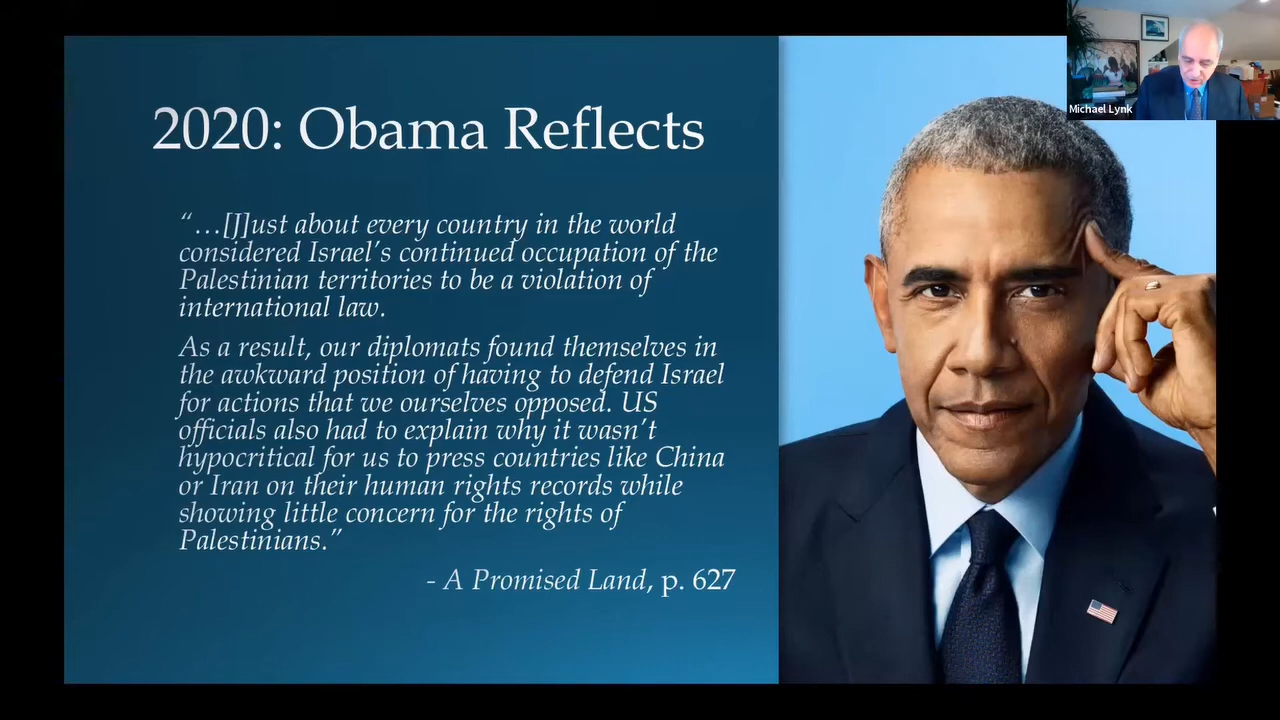 Michael Lynk
2020: Obama Reflects
“…[J]ust about every country in the world
considered Israel’s continued occupation of the
Palestinian territories to be a violation of
international law.
As a result, our diplomats found themselves in
the awkward position of having to defend Israel
for actions that we ourselves opposed. US
officials also had to explain why it wasn’t
hypocritical for us to press countries like China
or Iran on their human rights records while
showing little concern for the rights of
Palestinians.”
- A Promised Land, p. 627